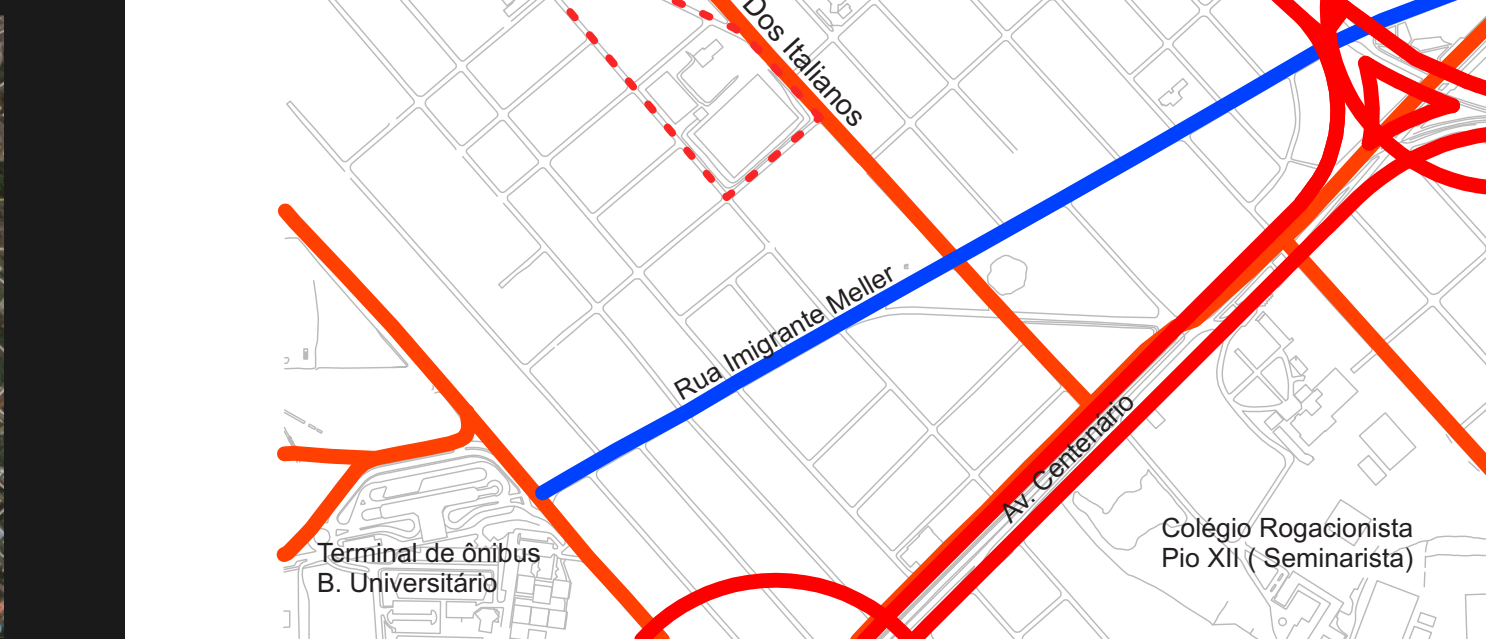 Dos Italianos
Rua Imigrante Meller
Av. Centenário
Colégio Rogacionista
Pio XII ( Seminarista)
Terminal de ônibus
B. Universitário